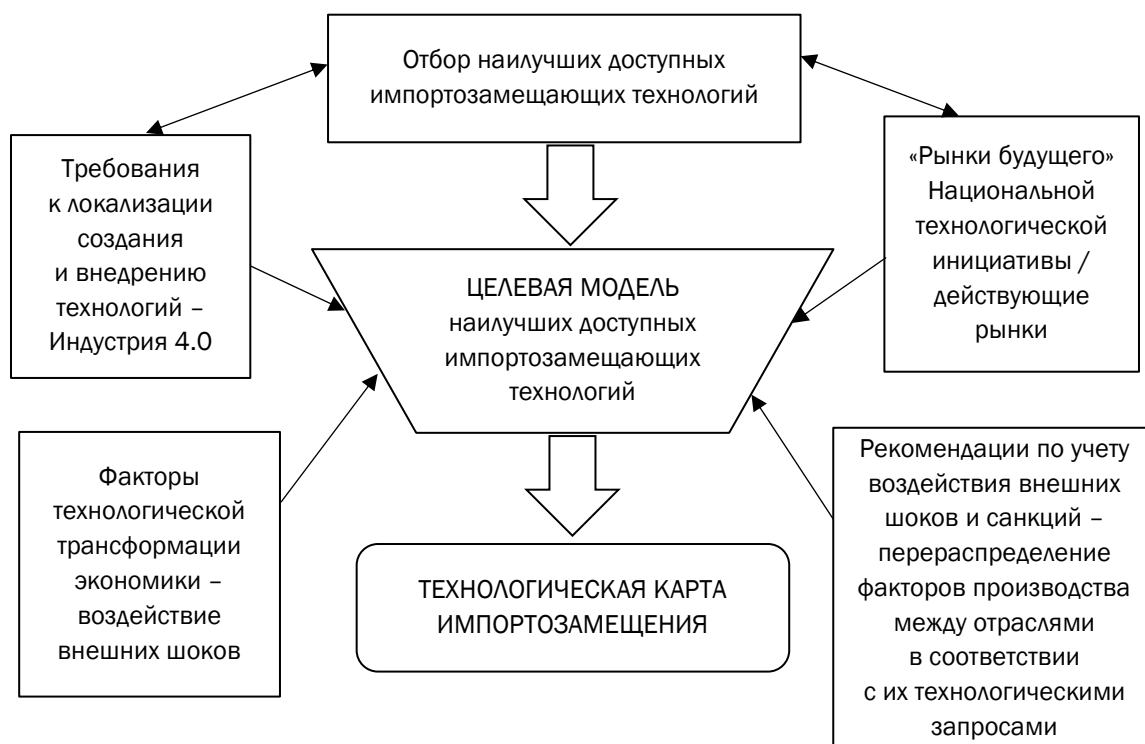 Отбор наилучших доступных
импортозамещающих технологий
Требования
к локализации
создания
и внедрению
технологий –
Индустрия 4.0
«Рынки будущего»
Национальной
технологической
инициативы /
действующие
рынки
ЦЕЛЕВАЯ МОДЕЛЬ
наилучших доступных
импортозамещающих
технологий
Факторы
технологической
трансформации
экономики –
воздействие
внешних шоков
Рекомендации по учету
воздействия внешних
шоков и санкций –
перераспределение
факторов производства
между отраслями
в соответствии
с их технологическими
запросами
ТЕХНОЛОГИЧЕСКАЯ КАРТА
ИМПОРТОЗАМЕЩЕНИЯ